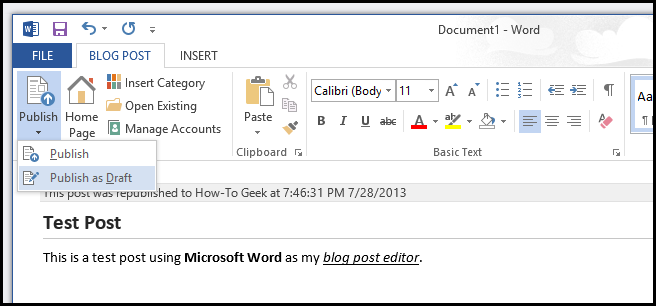 Document1 - Word
FILE BLOG POST INSERT
Publish
Home Page
Insert Category
Open Existing
Manage Accounts
Paste
Clipboard
Calibri (Body 11
B I U abc A
Basic Text
Aa
Publish
Publish as Draft
This post was republished to How-To Geek at 7:46:31 PM 7/28/2013
Test Post
This is a test post using Microsoft Word as my blog post editor.